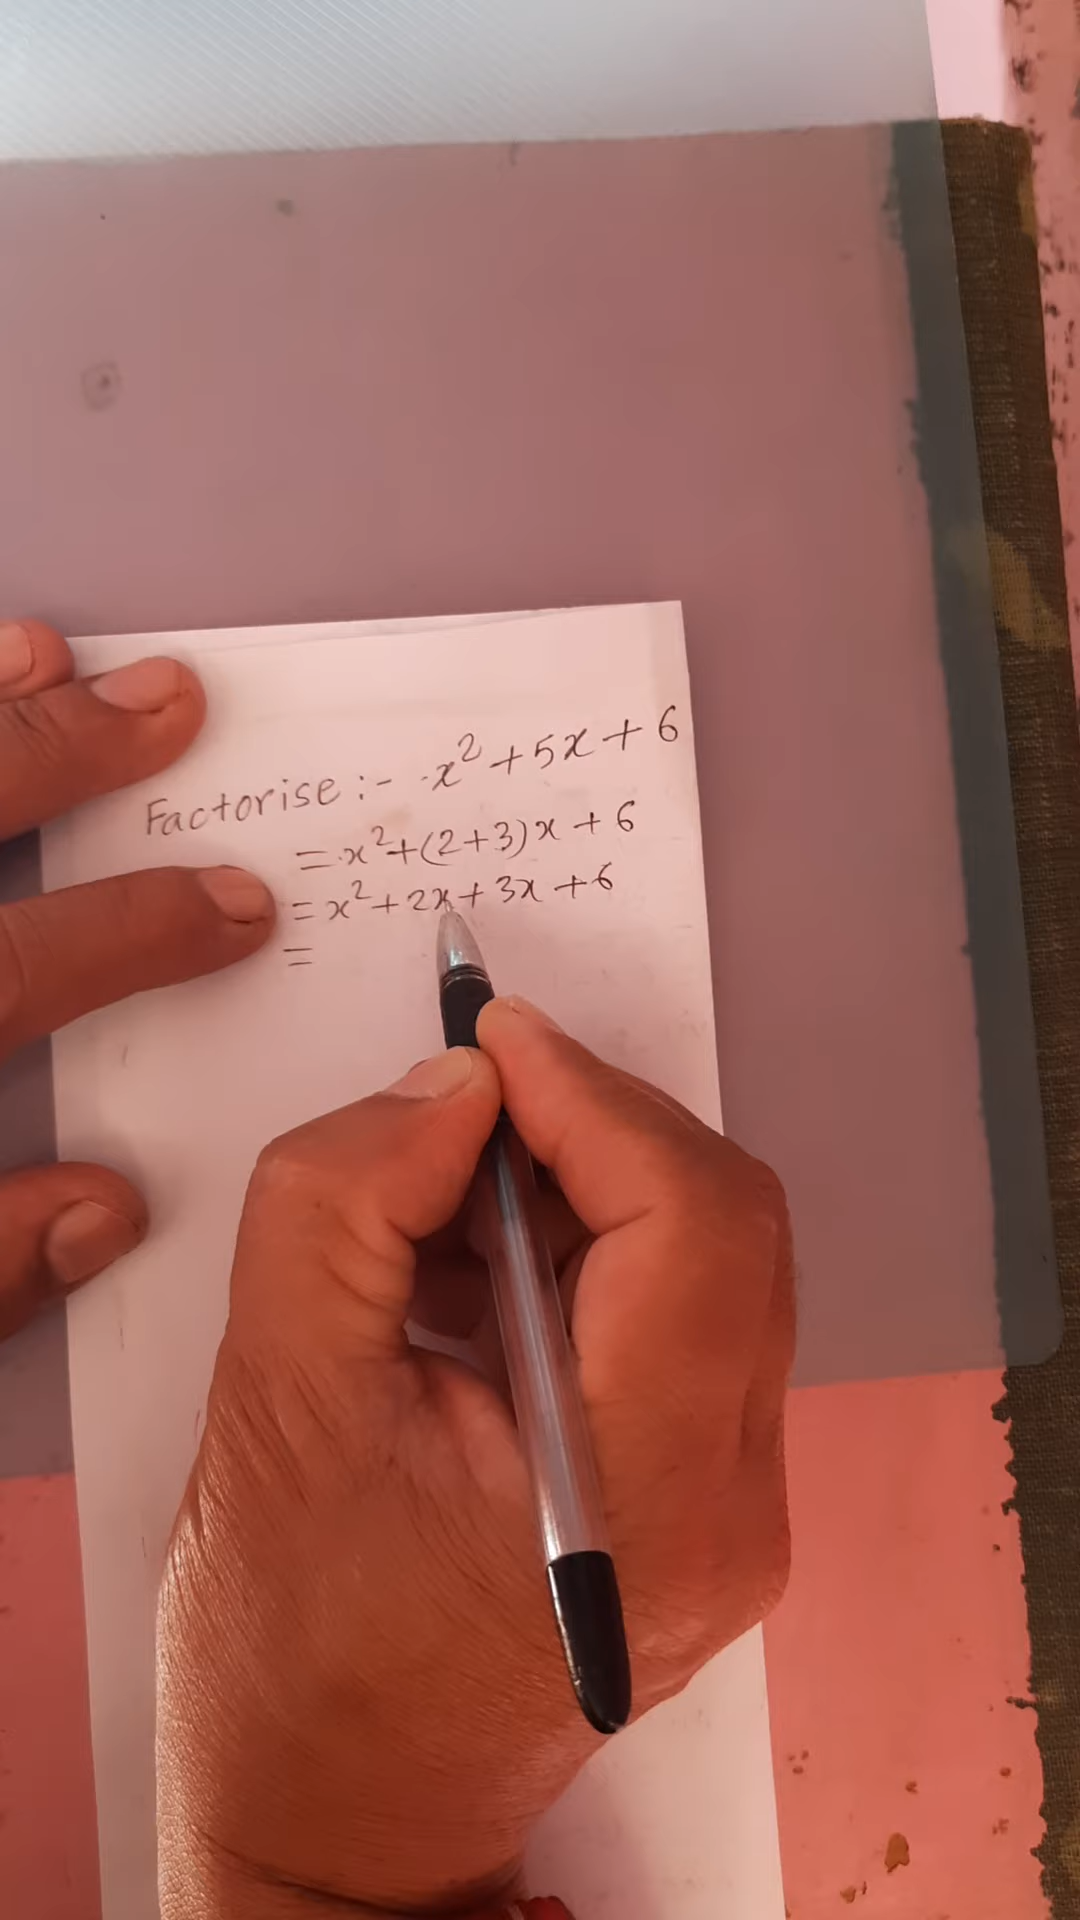 Factorise :- x² + 5x + 6
= x² + (2+3)x + 6
= x² + 2x + 3x + 6
=